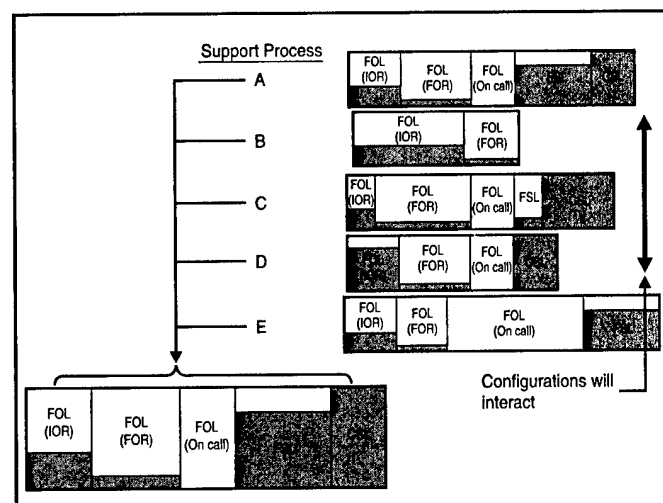 Support Process
A
FOL
(IOR)
FOL
(FOR)
FOL
(On call)
B
FOL
(IOR)
FOL
(FOR)
C
FOL
(IOR)
FOL
(FOR)
FOL
(On call)
FSL
D
FOL
(FOR)
FOL
(On call)
E
FOL
(IOR)
FOL
(FOR)
FOL
(On call)
Configurations will
interact
FOL
(IOR)
FOL
(FOR)
FOL
(On call)